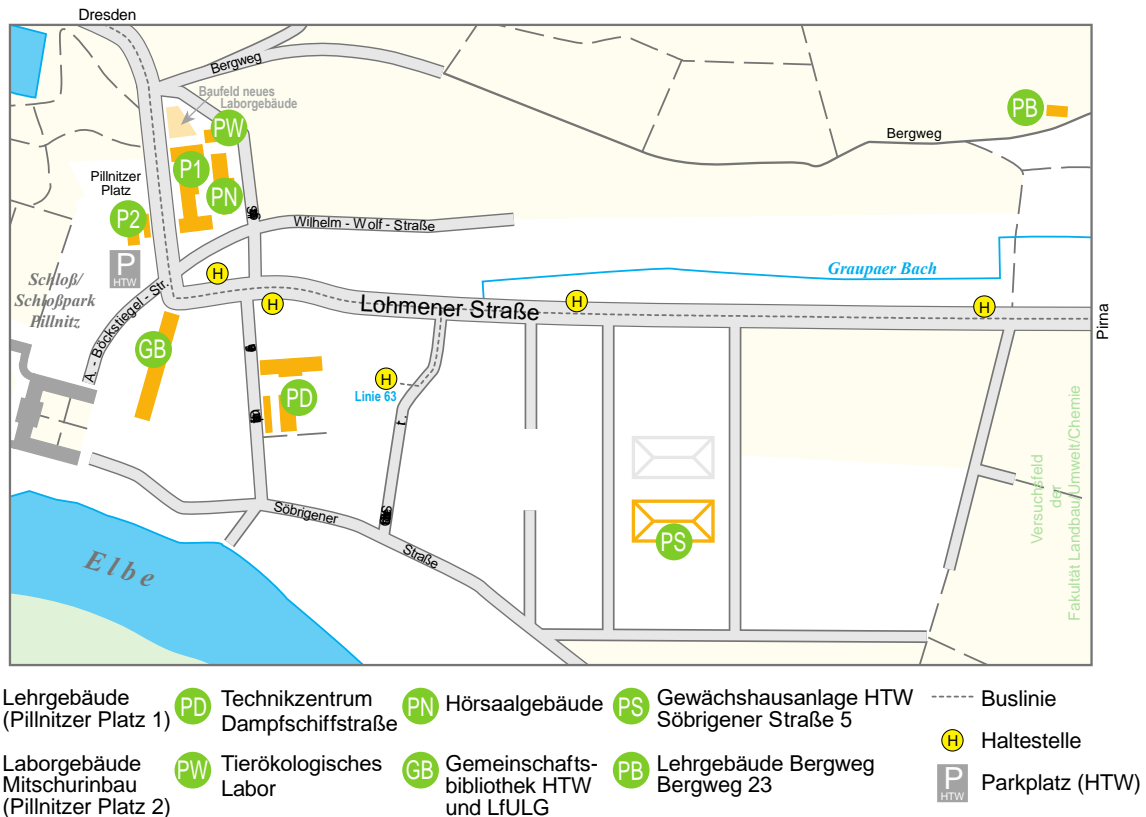 Dresden
Bergweg
Baufeld neues
Laborgebäude
PW
PB
Bergweg
P1
PN
Pillnitzer
Platz
P2
Wilhelm - Wolf - Straße
P
HTW
H
Graupaer Bach
Schloß/
Schloßpark
Pillnitz
A. - Böckstiegel - Str.
H
Lohmener Straße
H
H
Pirna
GB
H
Linie 63
PD
t.
Versuchsfeld
der
Fakultät Landbau/Umwelt/Chemie
Söbrigener
Straße
PS
Elbe
Lehrgebäude
(Pillnitzer Platz 1)
PD
Technikzentrum
Dampfschiffstraße
PN
Hörsaalgebäude
PS
Gewächshausanlage HTW
Söbrigener Straße 5
Buslinie
H
Haltestelle
Laborgebäude
Mitschurinbau
(Pillnitzer Platz 2)
PW
Tierökologisches
Labor
GB
Gemeinschafts-
bibliothek HTW
und LfULG
PB
Lehrgebäude Bergweg
Bergweg 23
P
HTW
Parkplatz (HTW)